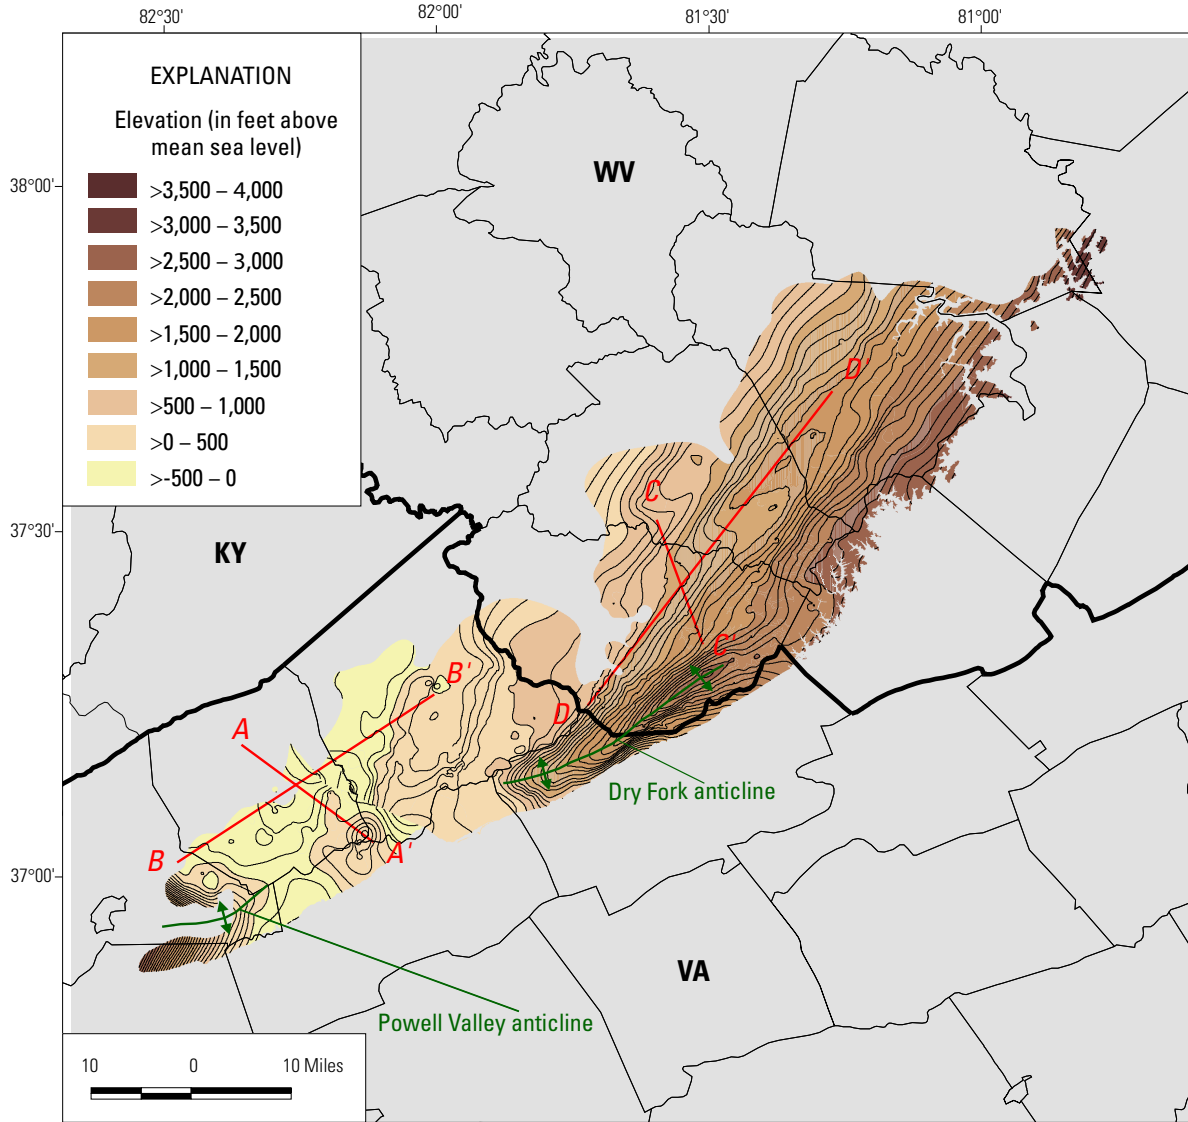 82°30'
82°00'
81°30'
81°00'
EXPLANATION
Elevation (in feet above
mean sea level)
>3,500 – 4,000
>3,000 – 3,500
>2,500 – 3,000
>2,000 – 2,500
>1,500 – 2,000
>1,000 – 1,500
>500 – 1,000
>0 – 500
>-500 – 0
38°00'
37°30'
37°00'
WV
KY
VA
D'
C
C'
B'
A
D
B
A'
Dry Fork anticline
Powell Valley anticline
10 0 10 Miles